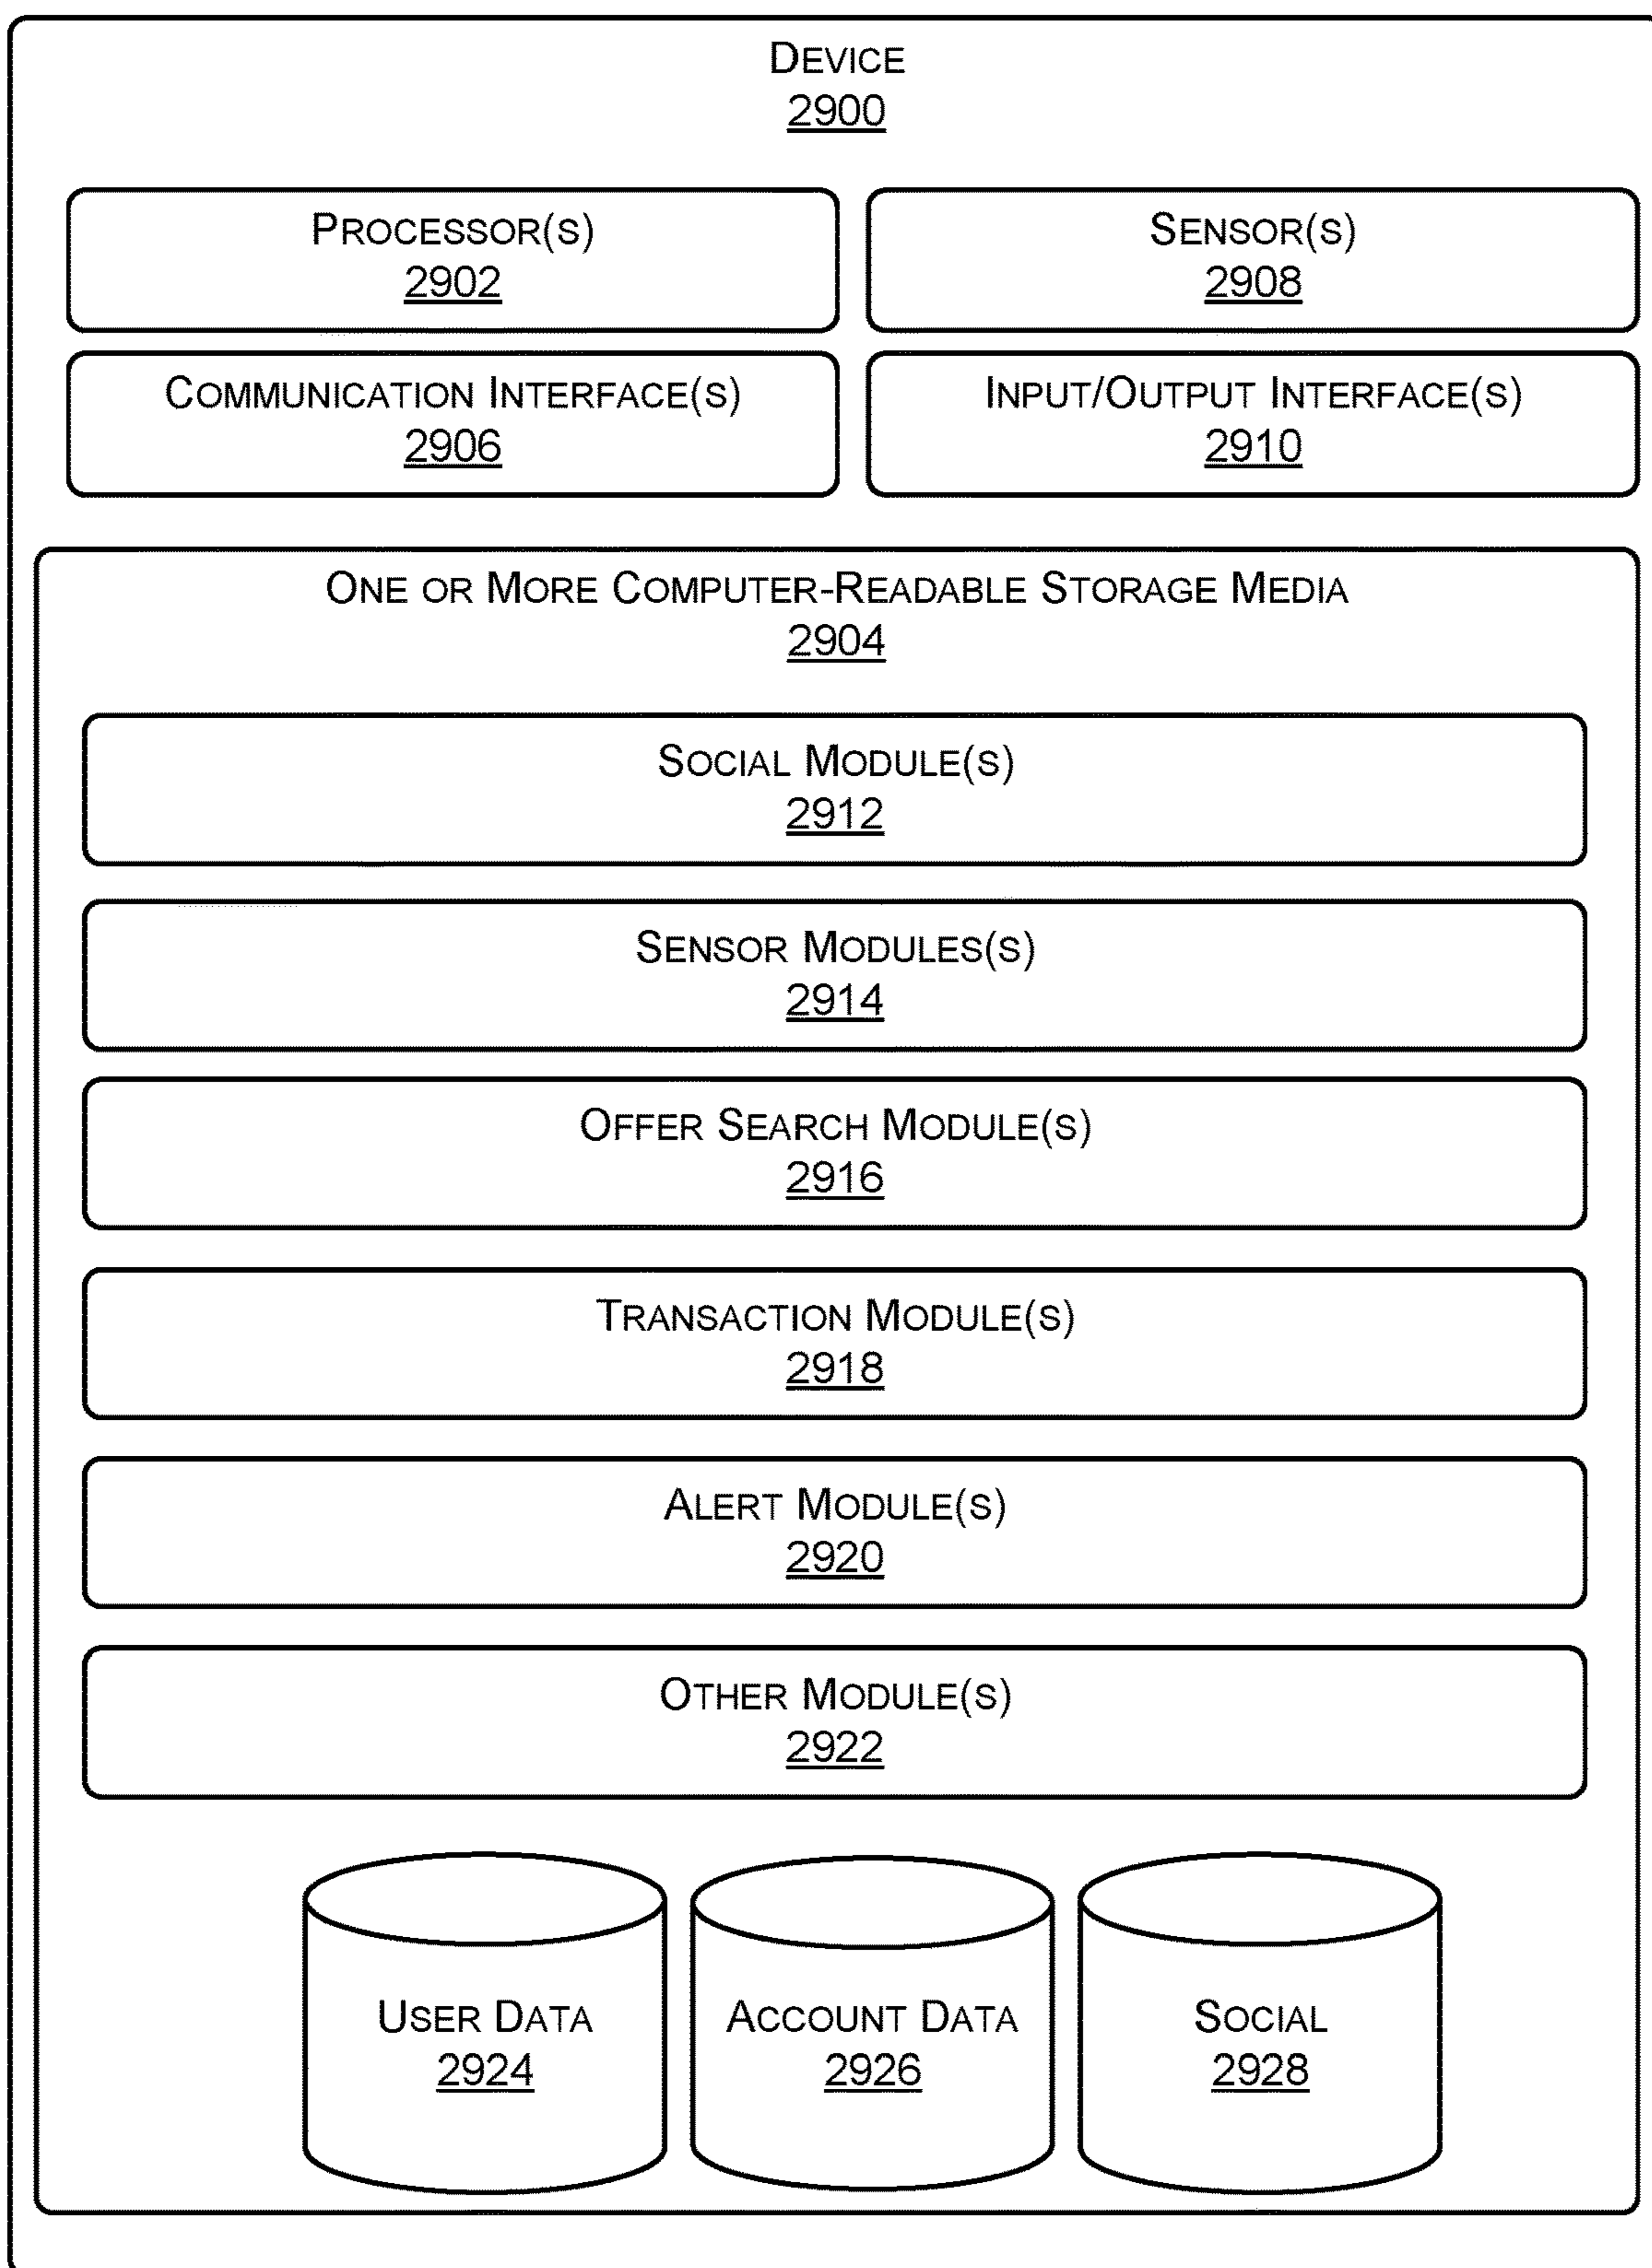 DEVICE
2900
PROCESSOR(S)
2902
SENSOR(S)
2908
COMMUNICATION INTERFACE(S)
2906
INPUT/OUTPUT INTERFACE(S)
2910
ONE OR MORE COMPUTER-READABLE STORAGE MEDIA
2904
SOCIAL MODULE(S)
2912
SENSOR MODULES(S)
2914
OFFER SEARCH MODULE(S)
2916
TRANSACTION MODULE(S)
2918
ALERT MODULE(S)
2920
OTHER MODULE(S)
2922
USER DATA
2924
ACCOUNT DATA
2926
SOCIAL
2928